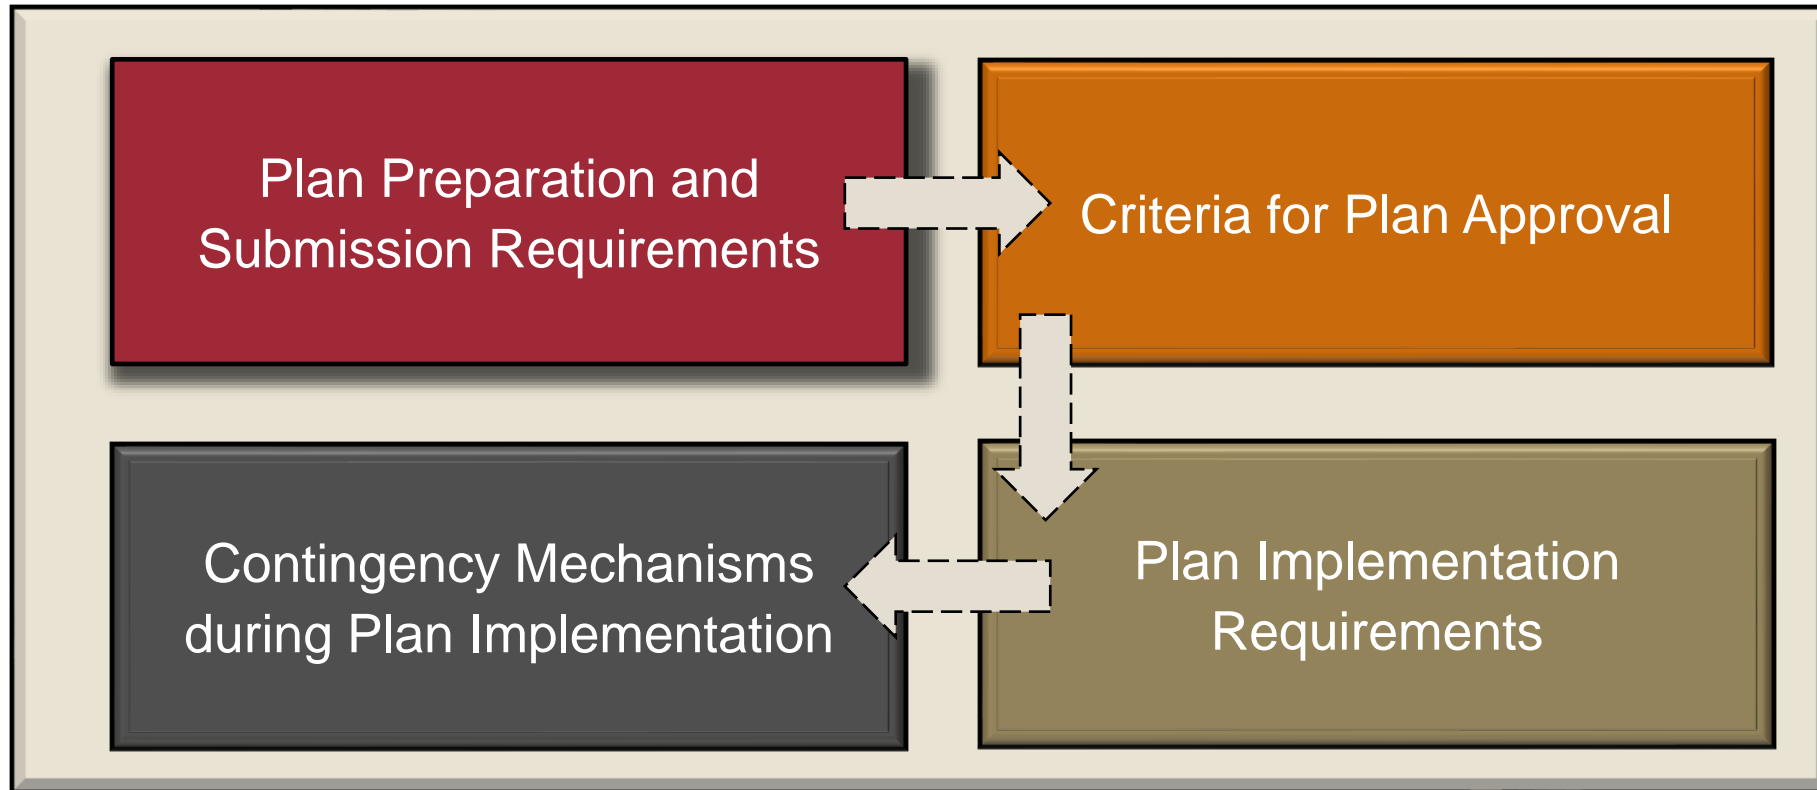 Plan Preparation and
Submission Requirements
Criteria for Plan Approval
Plan Implementation
Requirements
Contingency Mechanisms
during Plan Implementation